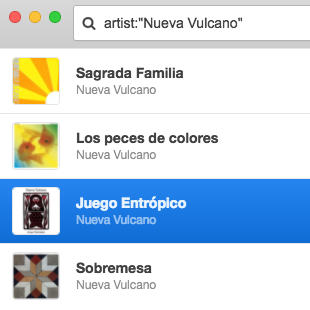 artist:"Nueva Vulcano"
Sagrada Familia
Nueva Vulcano
Los peces de colores
Nueva Vulcano
Juego Entrópico
Nueva Vulcano
Sobremesa
Nueva Vulcano